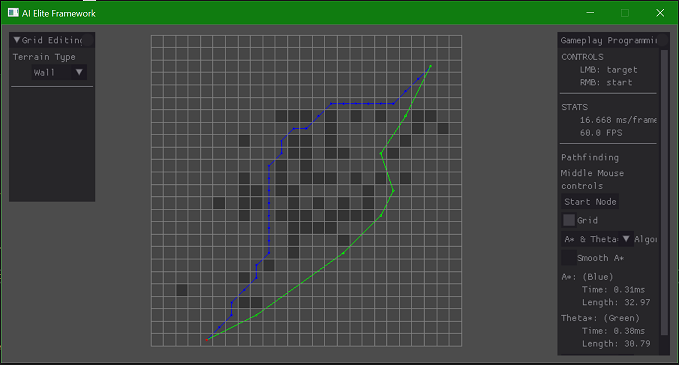 AI Elite Framework
Grid Editing
Terrain Type
Wall
Gameplay Programmin
CONTROLS
LMB: target
RMB: start
STATS
16.668 ms/frame
60.0 FPS
Pathfinding
Middle Mouse
controls
Start Node
Grid
A* & Theta* Algor
Smooth A*
A*: (Blue)
Time: 0.31ms
Length: 32.97
Theta*: (Green)
Time: 0.38ms
Length: 30.79